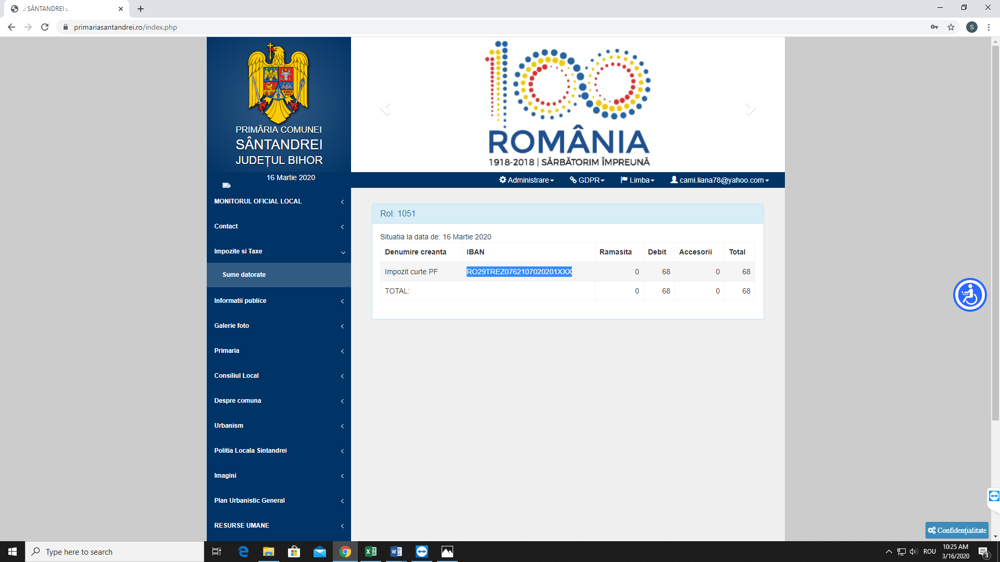 .: SÂNTANDREI :.
primariasantandrei.ro/index.php
S
PRIMĂRIA COMUNEI
SÂNTANDREI
JUDEȚUL BIHOR
100
ROMÂNIA
1918-2018 | SĂRBĂTORIM ÎMPREUNĂ
16 Martie 2020
Administrare
GDPR
Limba
cami.liana78@yahoo.com
MONITORUL OFICIAL LOCAL
Contact
Impozite si Taxe
Sume datorate
Informatii publice
Galerie foto
Primaria
Consiliul Local
Despre comuna
Urbanism
Politia Locala Sintandrei
Imagini
Plan Urbanistic General
RESURSE UMANE
Rol: 1051
Situatia la data de: 16 Martie 2020
Denumire creanta IBAN Ramasita Debit Accesorii Total
Impozit curte PF RO29TREZ0762107020201XXX 0 68 0 68
TOTAL: 0 68 0 68
Confidențialitate
Type here to search
ROU
10:25 AM
3/16/2020
3